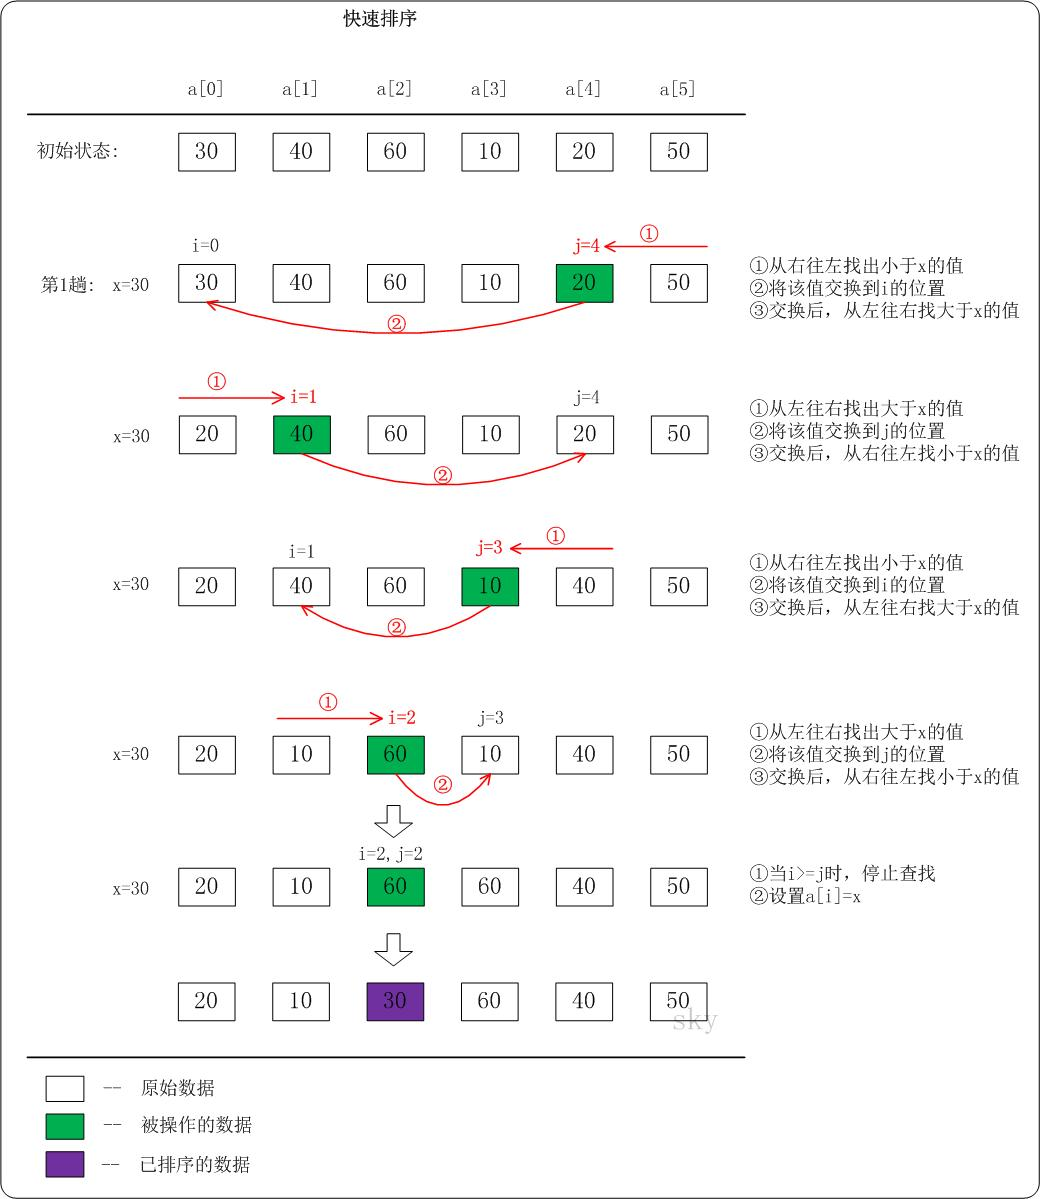 快速排序
a[0] a[1] a[2] a[3] a[4] a[5]
初始状态: 30 40 60 10 20 50
i=0 j=4 ①
第1趟: x=30 30 40 60 10 20 50
②
①从右往左找出小于x的值
②将该值交换到i的位置
③交换后，从左往右找大于x的值
① i=1 j=4
x=30 20 40 60 10 20 50
②
①从左往右找出大于x的值
②将该值交换到j的位置
③交换后，从右往左找小于x的值
i=1 j=3 ①
x=30 20 40 60 10 40 50
②
①从右往左找出小于x的值
②将该值交换到i的位置
③交换后，从左往右找大于x的值
① i=2 j=3
x=30 20 10 60 10 40 50
②
①从左往右找出大于x的值
②将该值交换到j的位置
③交换后，从右往左找小于x的值
i=2, j=2
x=30 20 10 60 60 40 50
①当i>=j时，停止查找
②设置a[i]=x
20 10 30 60 40 50
sky
-- 原始数据
-- 被操作的数据
-- 已排序的数据